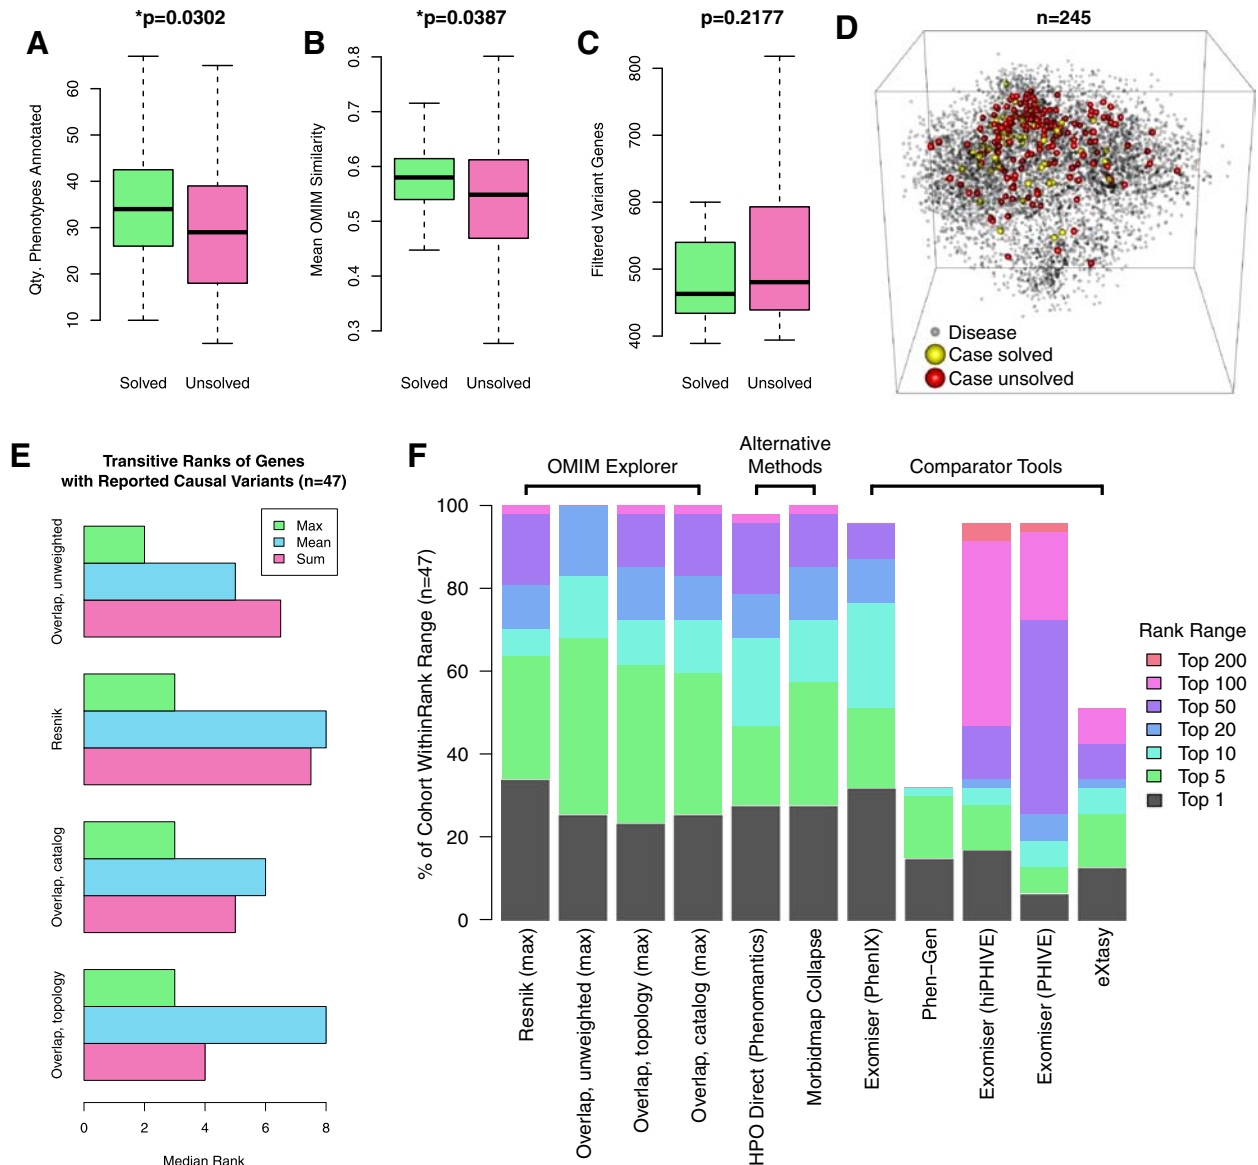 *p=0.0302
*p=0.0387
p=0.2177
n=245
A
B
C
D
Qty. Phenotypes Annotated
60
50
40
30
20
10
Solved
Unsolved
Mean OMIM Similarity
0.8
0.7
0.6
0.5
0.4
0.3
Solved
Unsolved
Filtered Variant Genes
800
700
600
500
400
Solved
Unsolved
Disease
Case solved
Case unsolved
E
Transitive Ranks of Genes
with Reported Causal Variants (n=47)
Max
Mean
Sum
Overlap, unweighted
Resnik
Overlap, catalog
Overlap, topology
0 2 4 6 8
Median Rank
F
OMIM Explorer
Alternative
Methods
Comparator Tools
% of Cohort WithinRank Range (n=47)
100
80
60
40
20
0
Resnik (max)
Overlap, unweighted (max)
Overlap, topology (max)
Overlap, catalog (max)
HPO Direct (Phenomantics)
Morbidmap Collapse
Exomiser (PhenIX)
Phen−Gen
Exomiser (hiPHIVE)
Exomiser (PHIVE)
eXtasy
Rank Range
Top 200
Top 100
Top 50
Top 20
Top 10
Top 5
Top 1